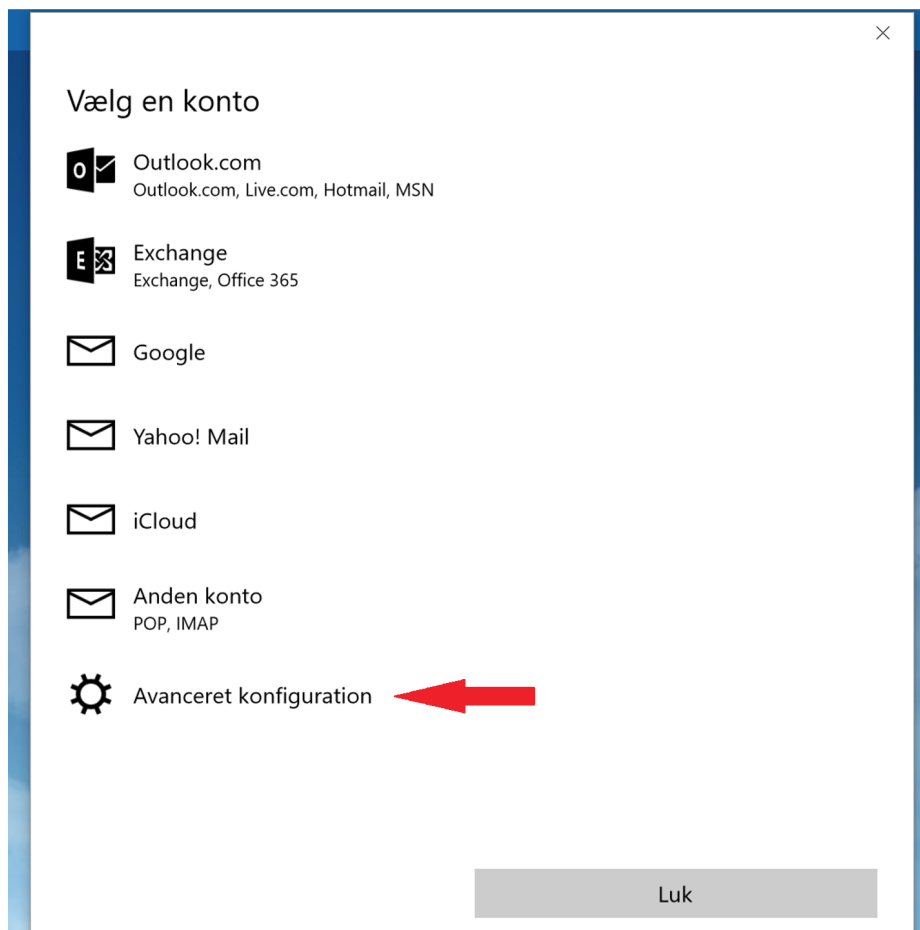 Vælg en konto
Outlook.com
Outlook.com, Live.com, Hotmail, MSN
Exchange
Exchange, Office 365
Google
Yahoo! Mail
iCloud
Anden konto
POP, IMAP
Avanceret konfiguration
Luk